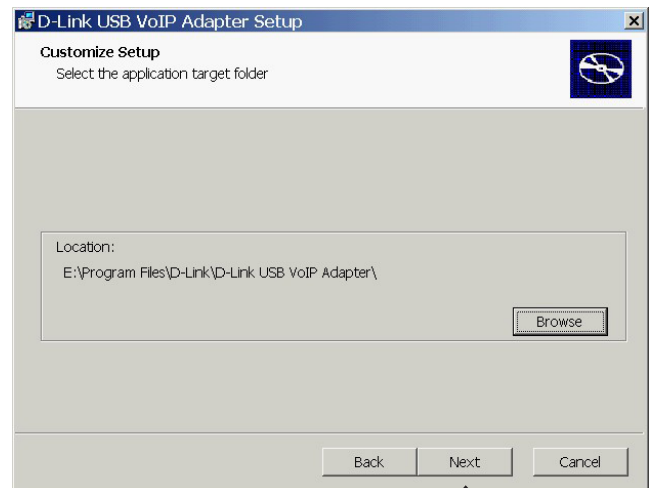 D-Link USB VoIP Adapter Setup
Customize Setup
Select the application target folder
Location:
E:\Program Files\D-Link\D-Link USB VoIP Adapter\
Browse
Back
Next
Cancel